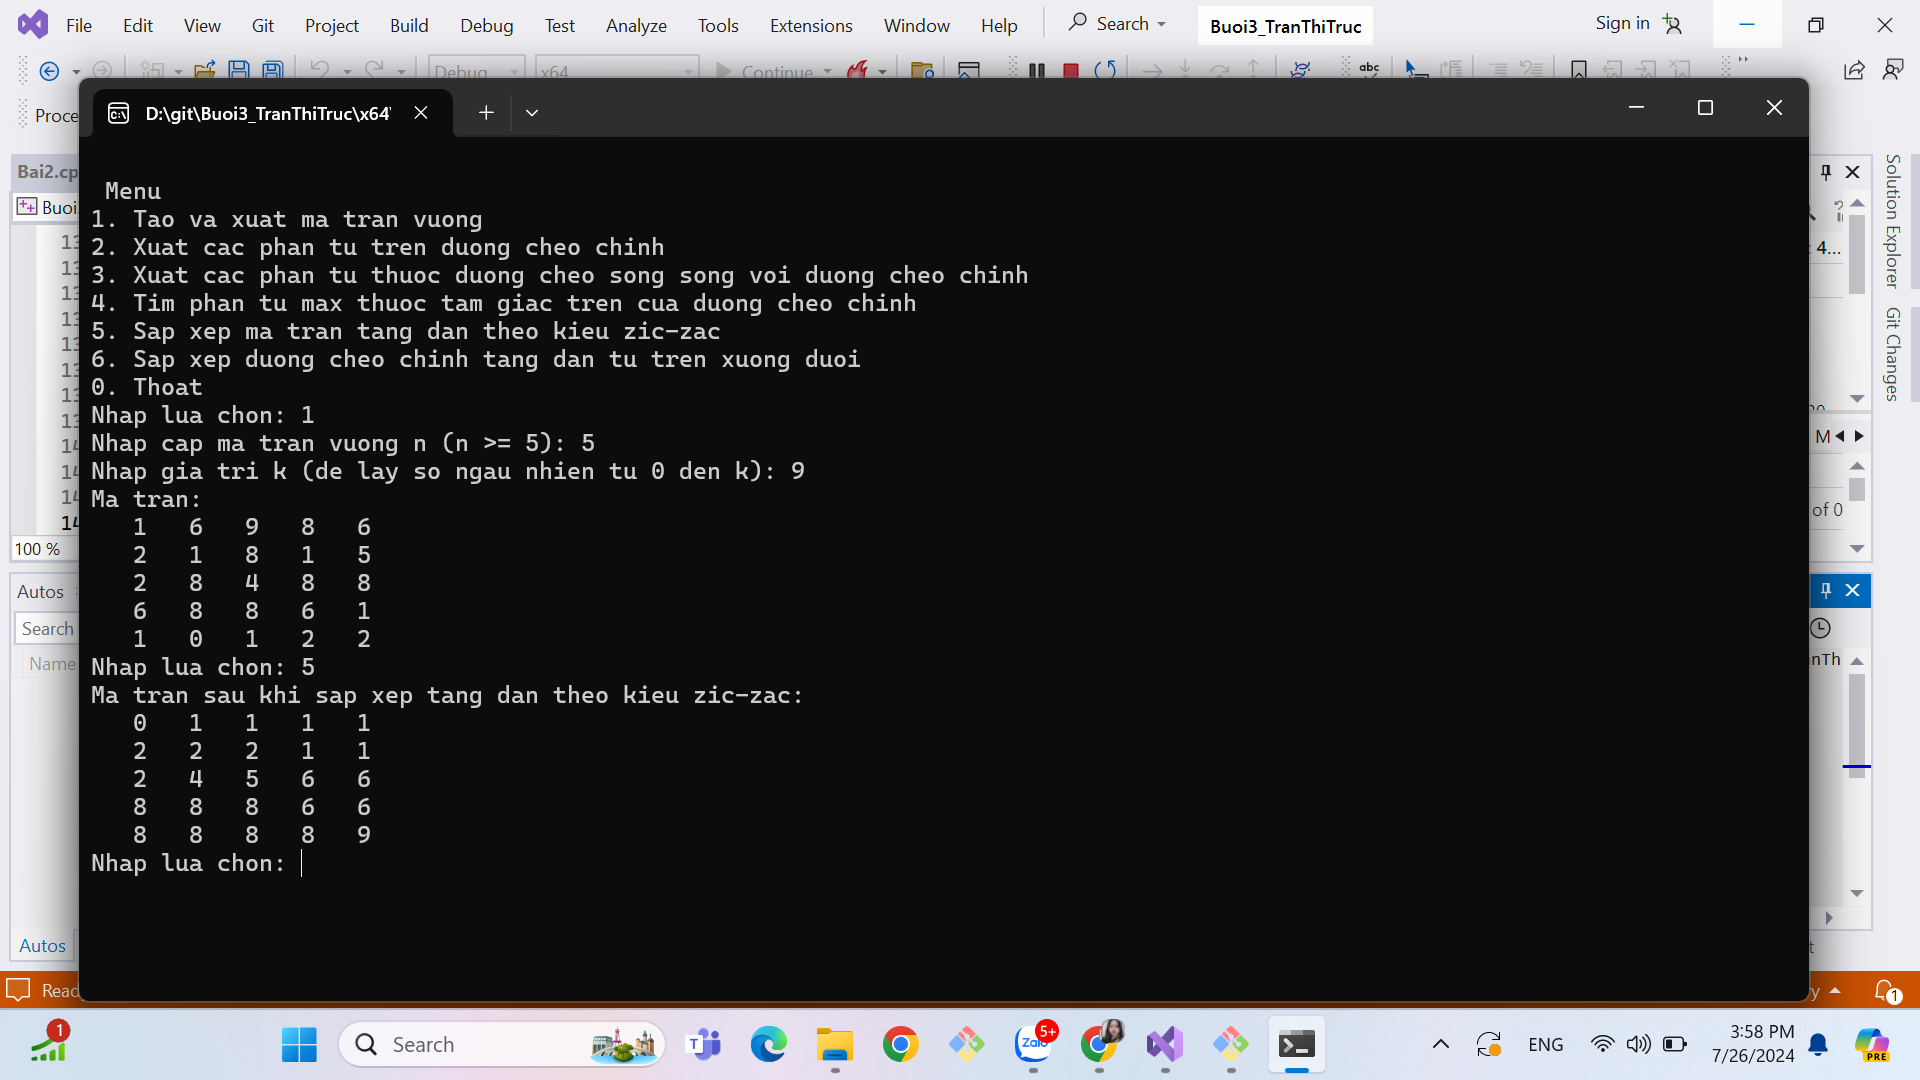 File Edit View Git Project Build Debug Test Analyze Tools Extensions Window Help Search Buoi3_TranThiTruc Sign in
Debug x64 Continue abc
Proce
D:\git\Buoi3_TranThiTruc\x64\
Bai2.cp
Buoi
4...
Solution Explorer
Git Changes
Menu
1. Tao va xuat ma tran vuong
2. Xuat cac phan tu tren duong cheo chinh
3. Xuat cac phan tu thuoc duong cheo song song voi duong cheo chinh
4. Tim phan tu max thuoc tam giac tren cua duong cheo chinh
5. Sap xep ma tran tang dan theo kieu zic-zac
6. Sap xep duong cheo chinh tang dan tu tren xuong duoi
0. Thoat
Nhap lua chon: 1
Nhap cap ma tran vuong n (n >= 5): 5
Nhap gia tri k (de lay so ngau nhien tu 0 den k): 9
Ma tran:
1 6 9 8 6
2 1 8 1 5
2 8 4 8 8
6 8 8 6 1
1 0 1 2 2
Nhap lua chon: 5
Ma tran sau khi sap xep tang dan theo kieu zic-zac:
0 1 1 1 1
2 2 2 1 1
2 4 5 6 6
8 8 8 6 6
8 8 8 8 9
Nhap lua chon:
100 %
M
of 0
Autos
Search
Name
nTh
Autos
Read
y
1
1
Search
5+
Zalo
ENG
3:58 PM
7/26/2024
PRE